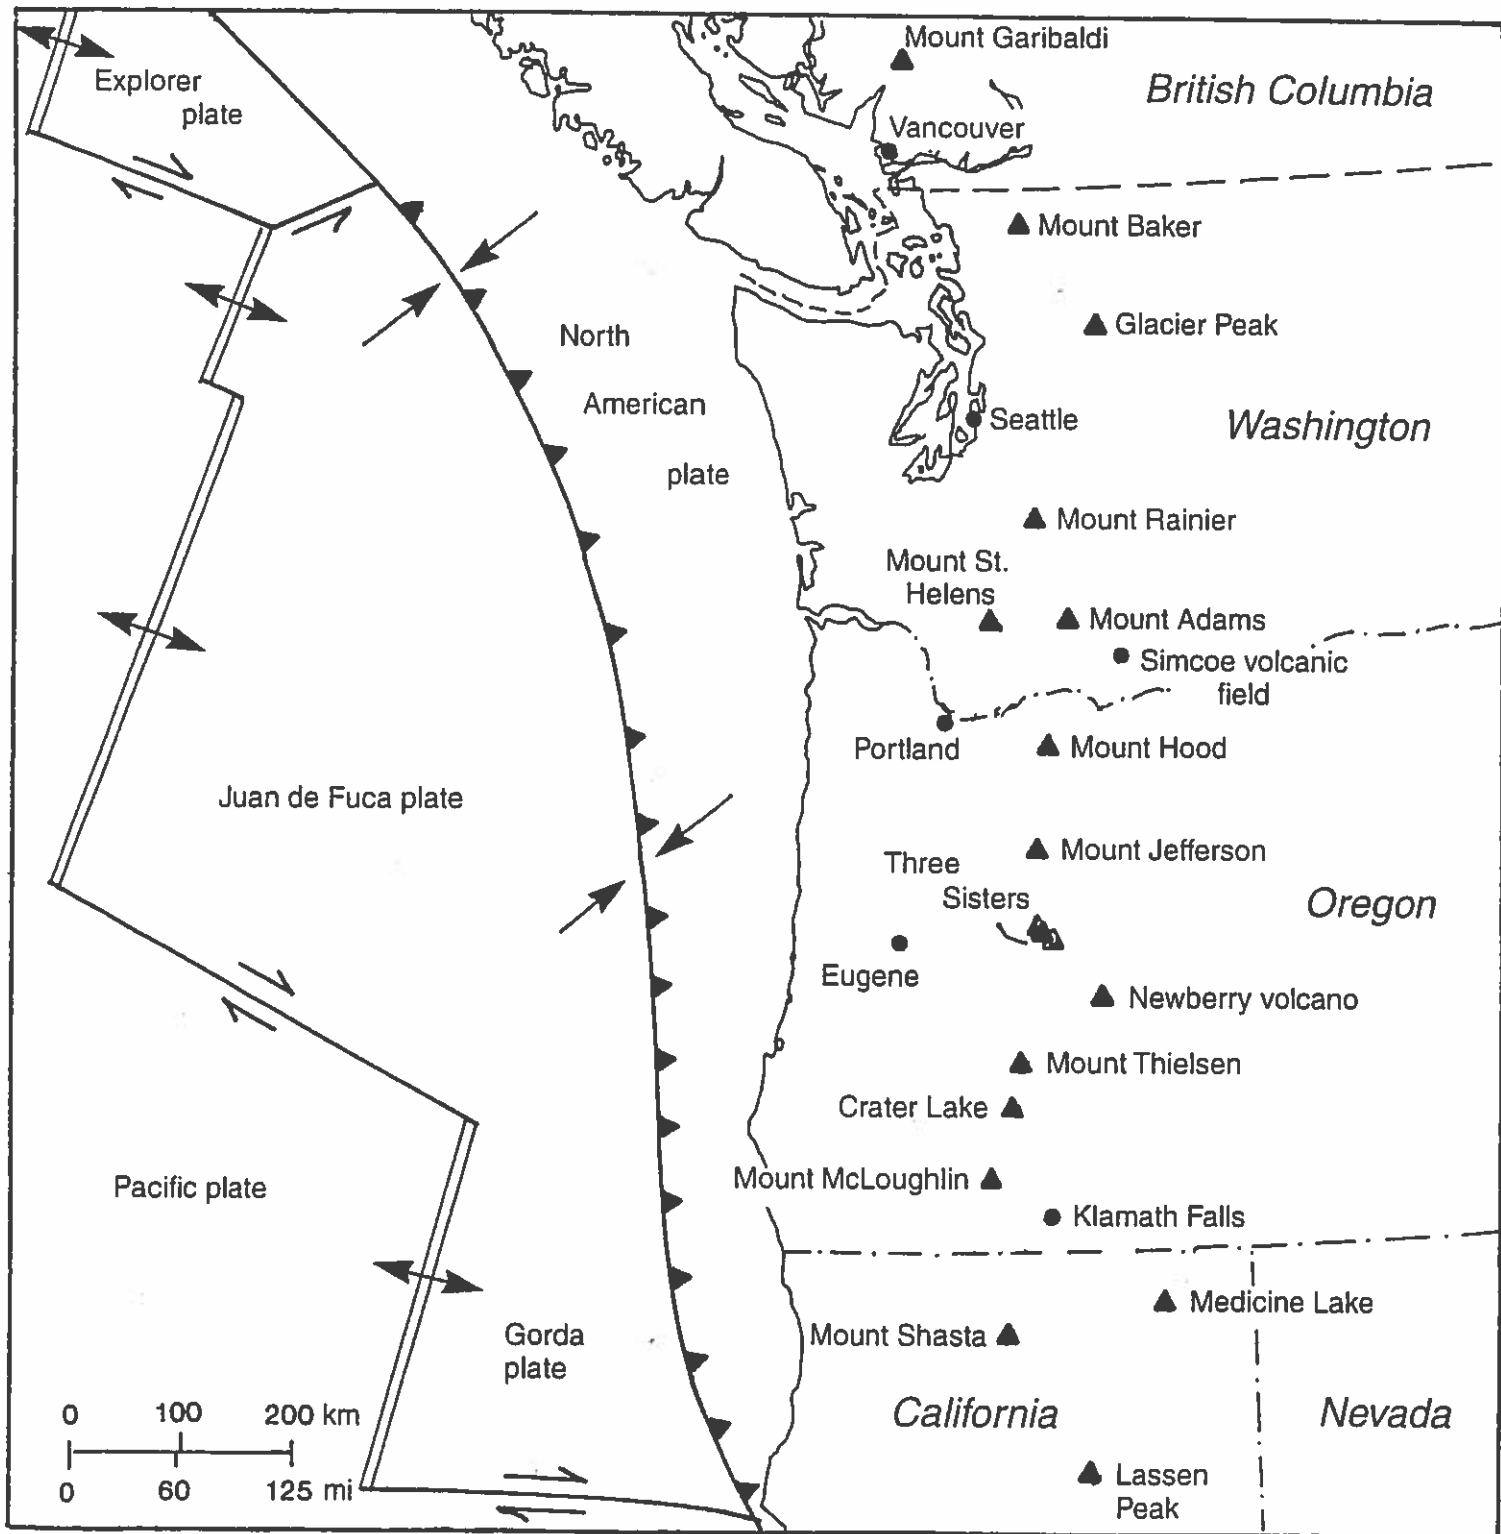 Mount Garibaldi
British Columbia
Explorer
plate
Vancouver
Mount Baker
Glacier Peak
North
American
plate
Seattle
Washington
Mount Rainier
Mount St.
Helens
Mount Adams
Simcoe volcanic
field
Portland
Mount Hood
Juan de Fuca plate
Mount Jefferson
Three
Sisters
Oregon
Eugene
Newberry volcano
Mount Thielsen
Crater Lake
Pacific plate
Mount McLoughlin
Klamath Falls
Medicine Lake
Mount Shasta
Gorda
plate
California
Nevada
0 100 200 km
0 60 125 mi
Lassen
Peak